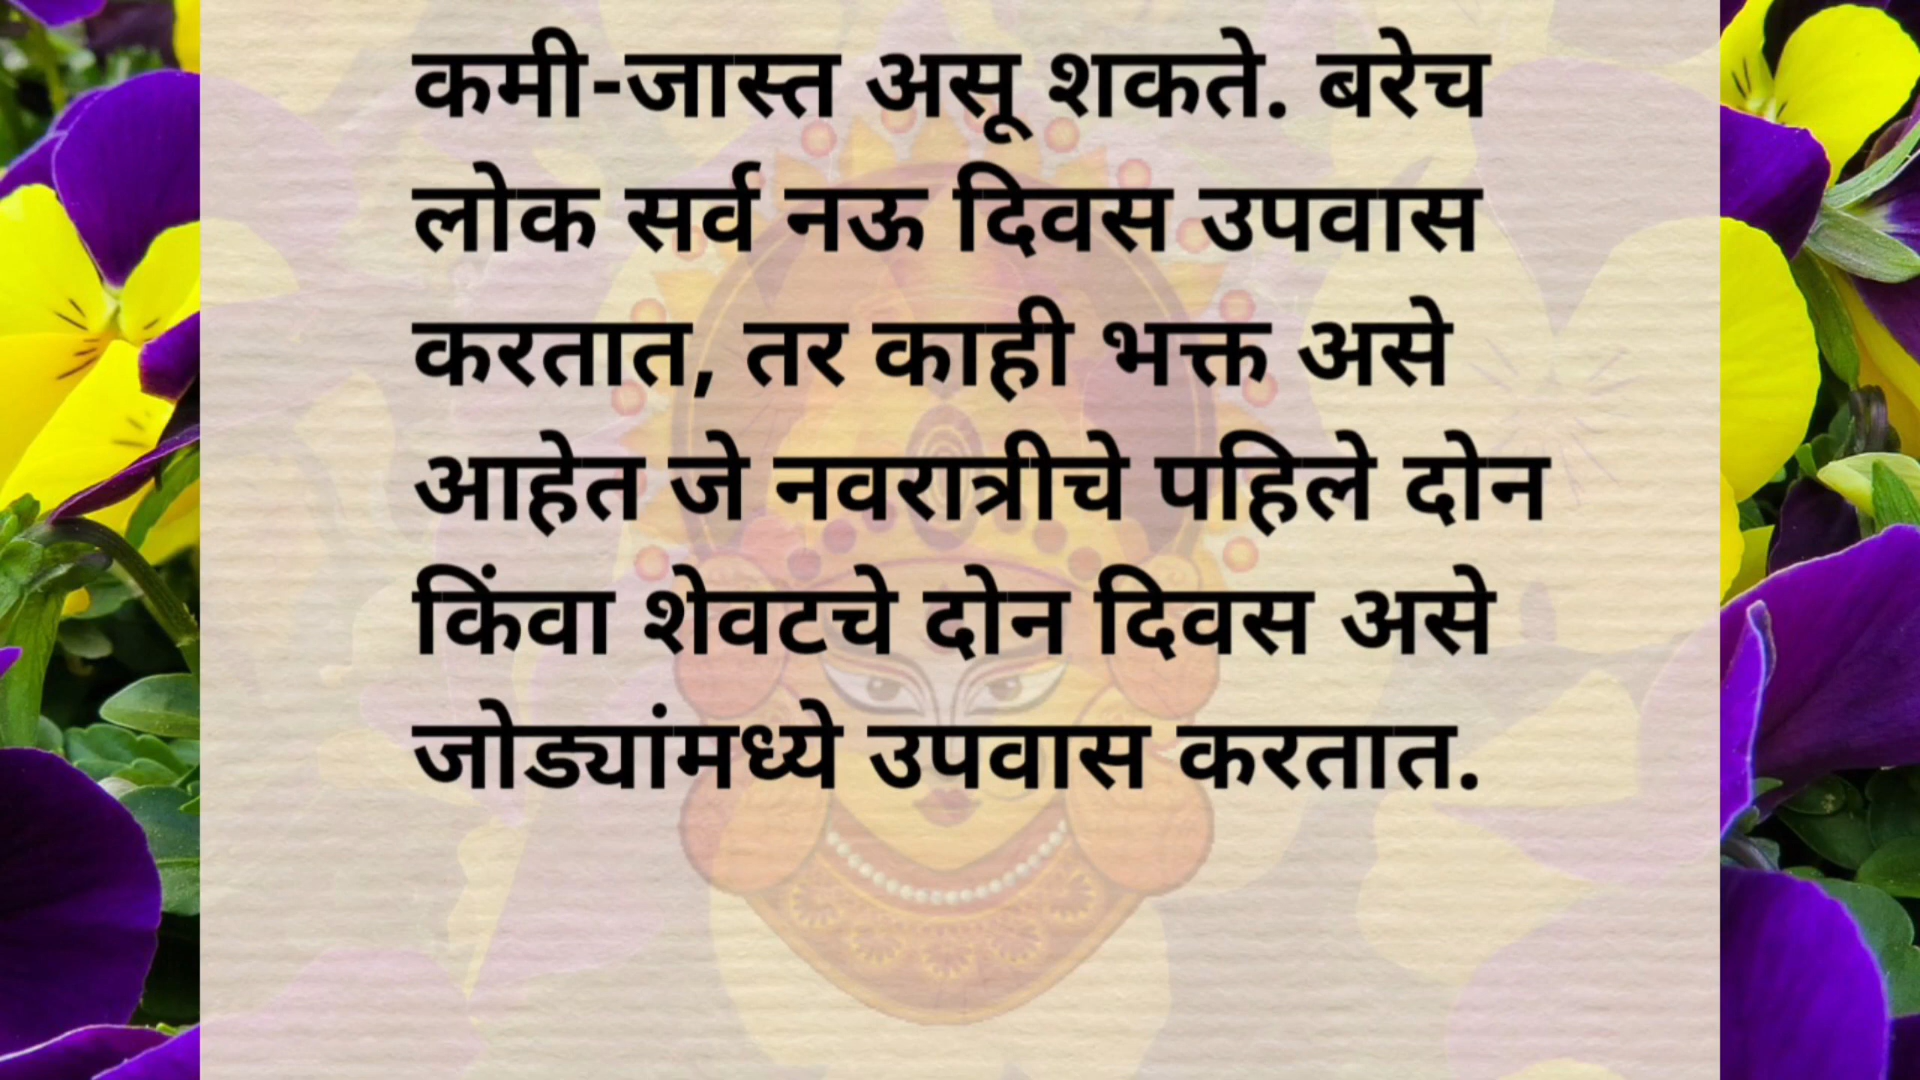 कमी-जास्त असू शकते. बरेच
लोक सर्व नऊ दिवस उपवास
करतात, तर काही भक्त असे
आहेत जे नवरात्रीचे पहिले दोन
किंवा शेवटचे दोन दिवस असे
जोड्यांमध्ये उपवास करतात.